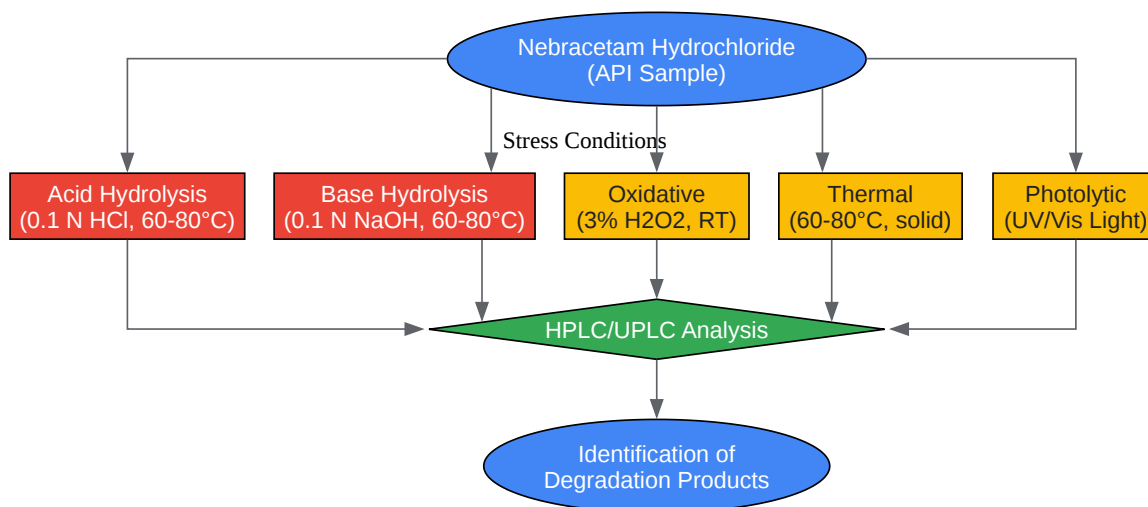 Nebracetam Hydrochloride
(API Sample)
Stress Conditions
Acid Hydrolysis
(0.1 N HCl, 60-80°C)
Base Hydrolysis
(0.1 N NaOH, 60-80°C)
Oxidative
(3% H2O2, RT)
Thermal
(60-80°C, solid)
Photolytic
(UV/Vis Light)
HPLC/UPLC Analysis
Identification of
Degradation Products